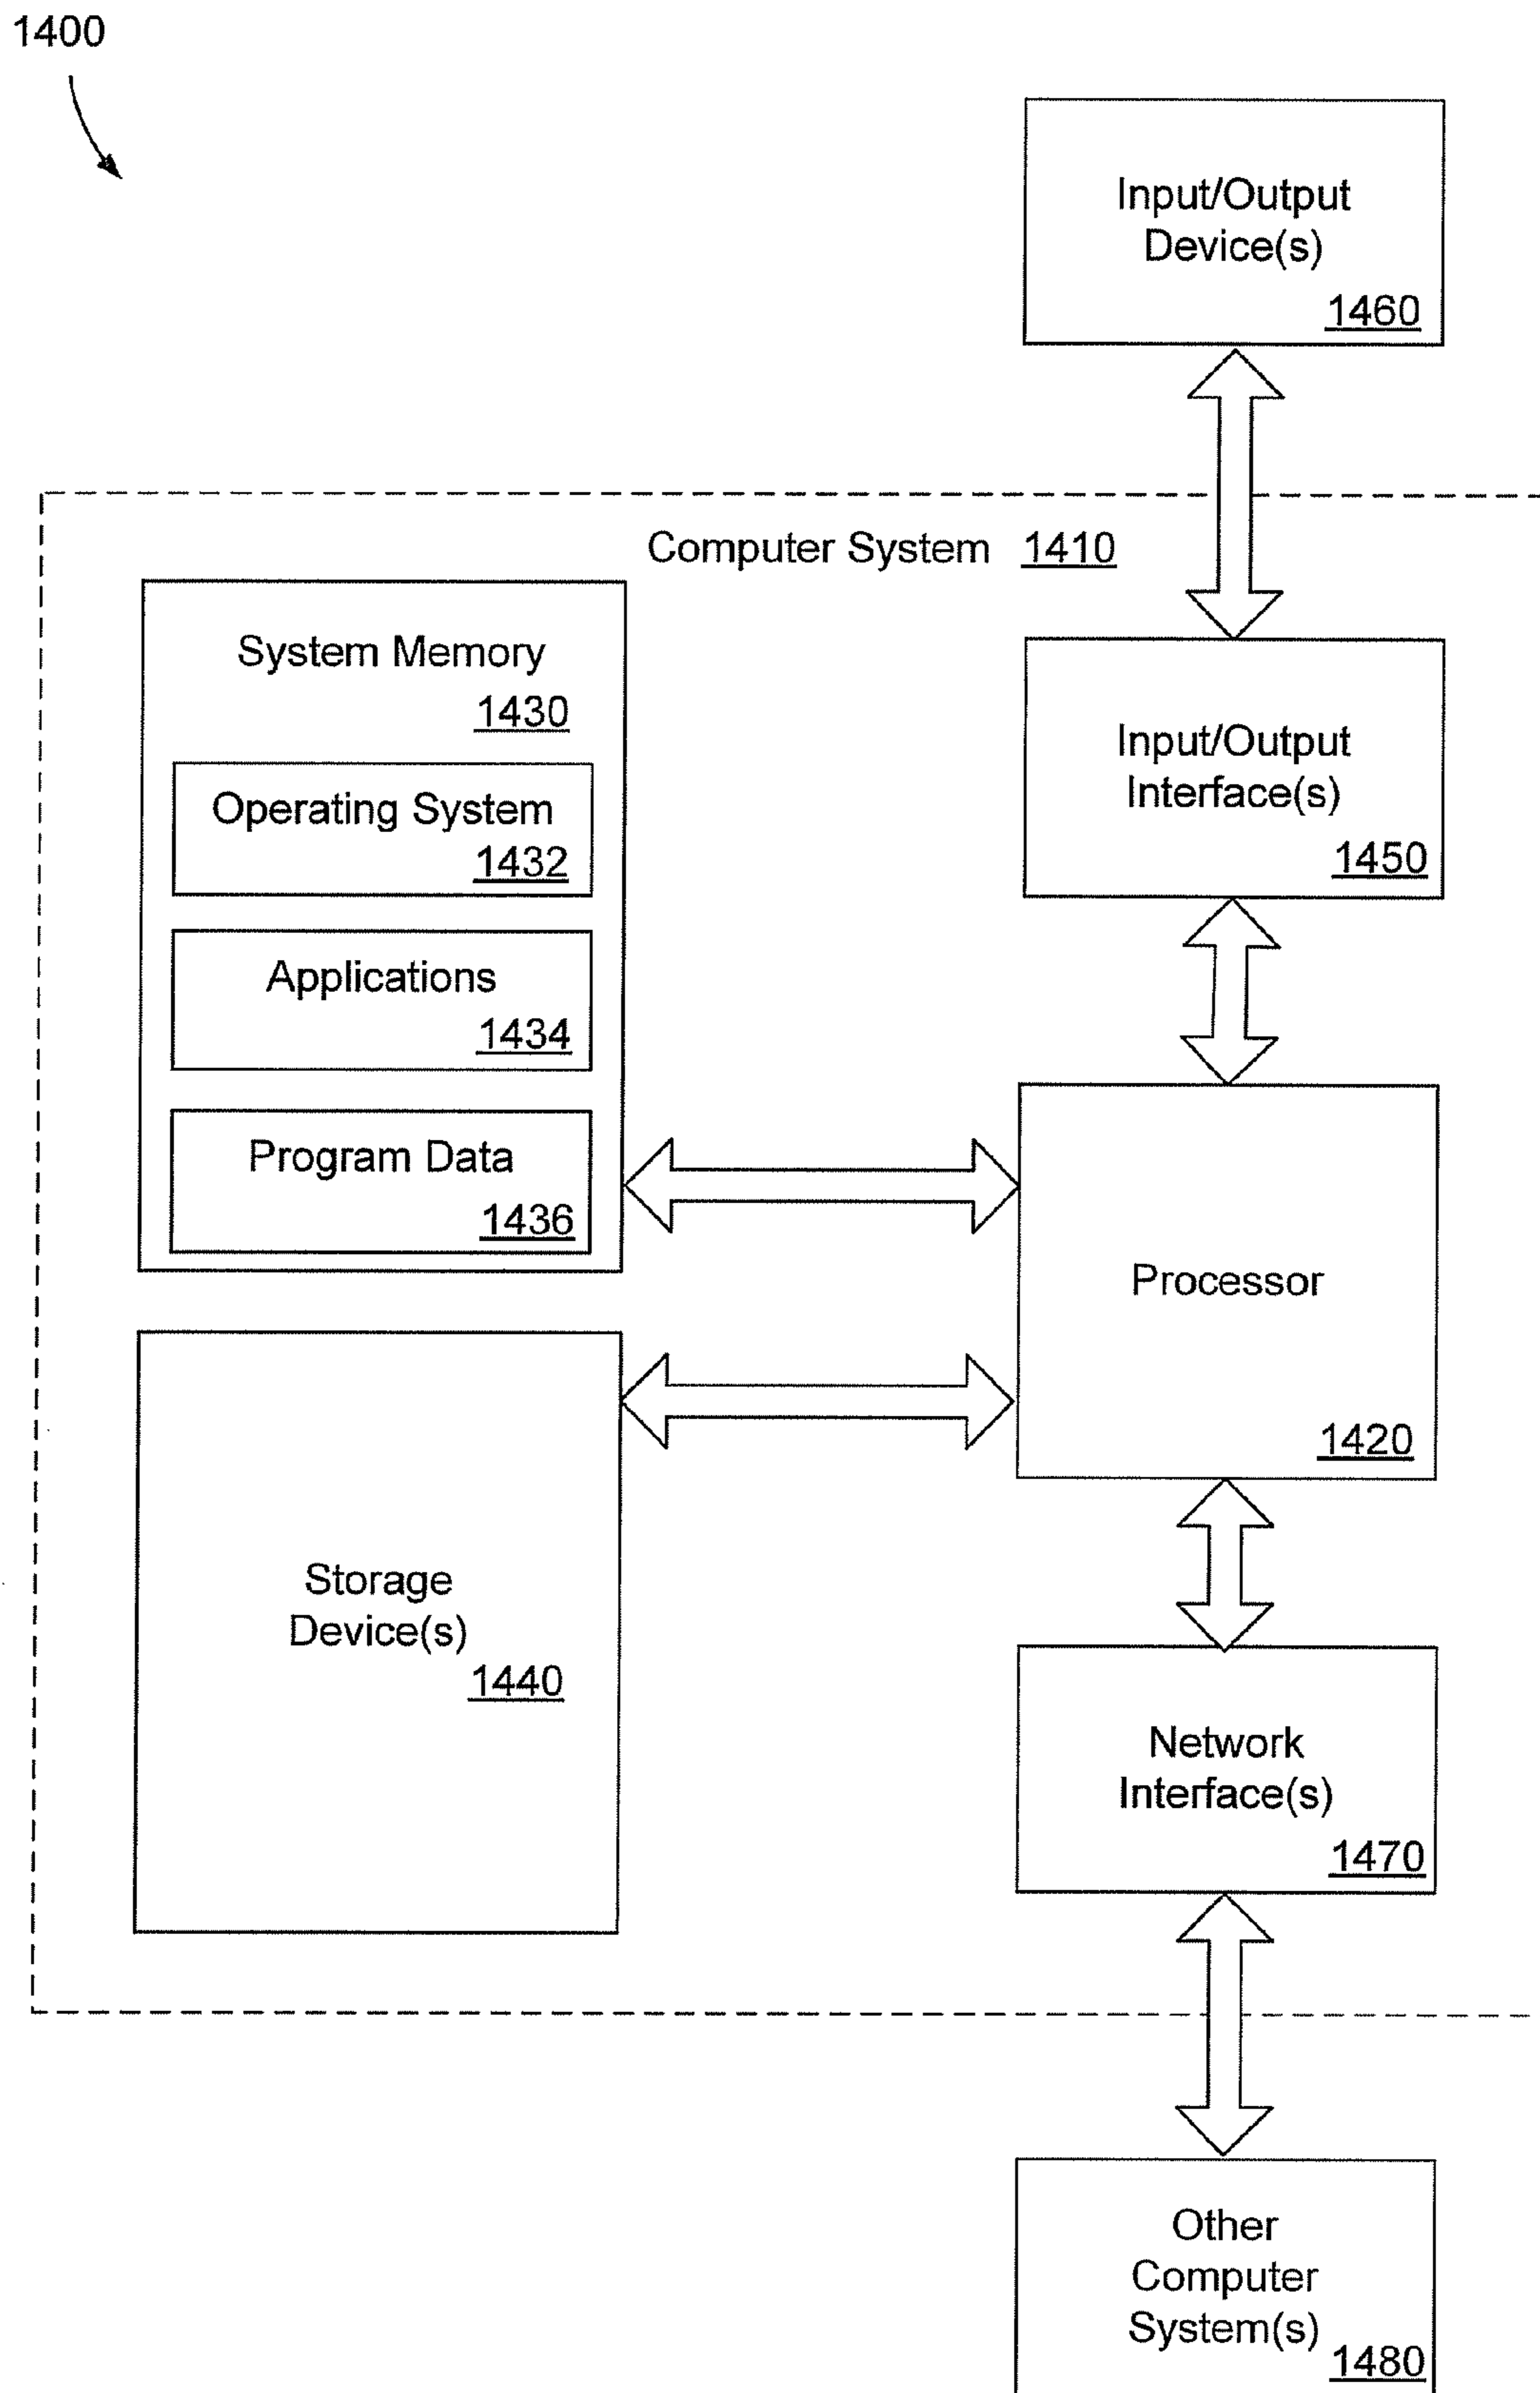 1400
Input/Output
Device(s)
1460
Computer System 1410
System Memory
1430
Operating System
1432
Applications
1434
Program Data
1436
Input/Output
Interface(s)
1450
Processor
1420
Storage
Device(s)
1440
Network
Interface(s)
1470
Other
Computer
System(s)
1480